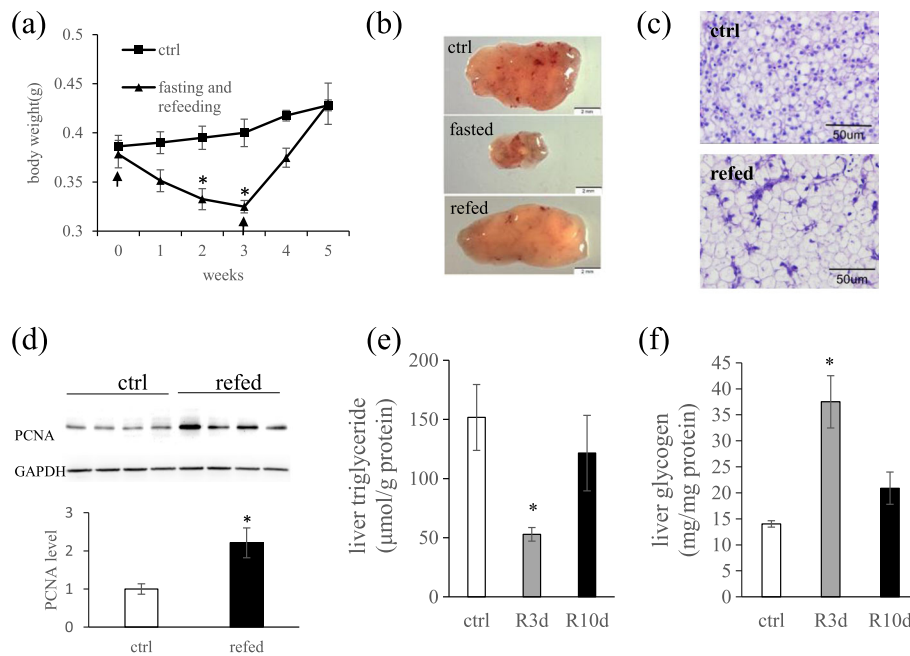 (a)
0.5
0.45
0.4
0.35
0.3
body weight(g)
ctrl
fasting and
refeeding
*
*
0 1 2 3 4 5
weeks
(b)
ctrl
2 mm
fasted
2 mm
refed
2 mm
(c)
ctrl
50um
refed
50um
(d)
ctrl refed
PCNA
GAPDH
PCNA level
3
2
1
0
*
ctrl refed
(e)
liver triglyceride
(μmol/g protein)
200
150
100
50
0
*
ctrl R3d R10d
(f)
liver glycogen
(mg/mg protein)
45
40
35
30
25
20
15
10
5
0
*
ctrl R3d R10d